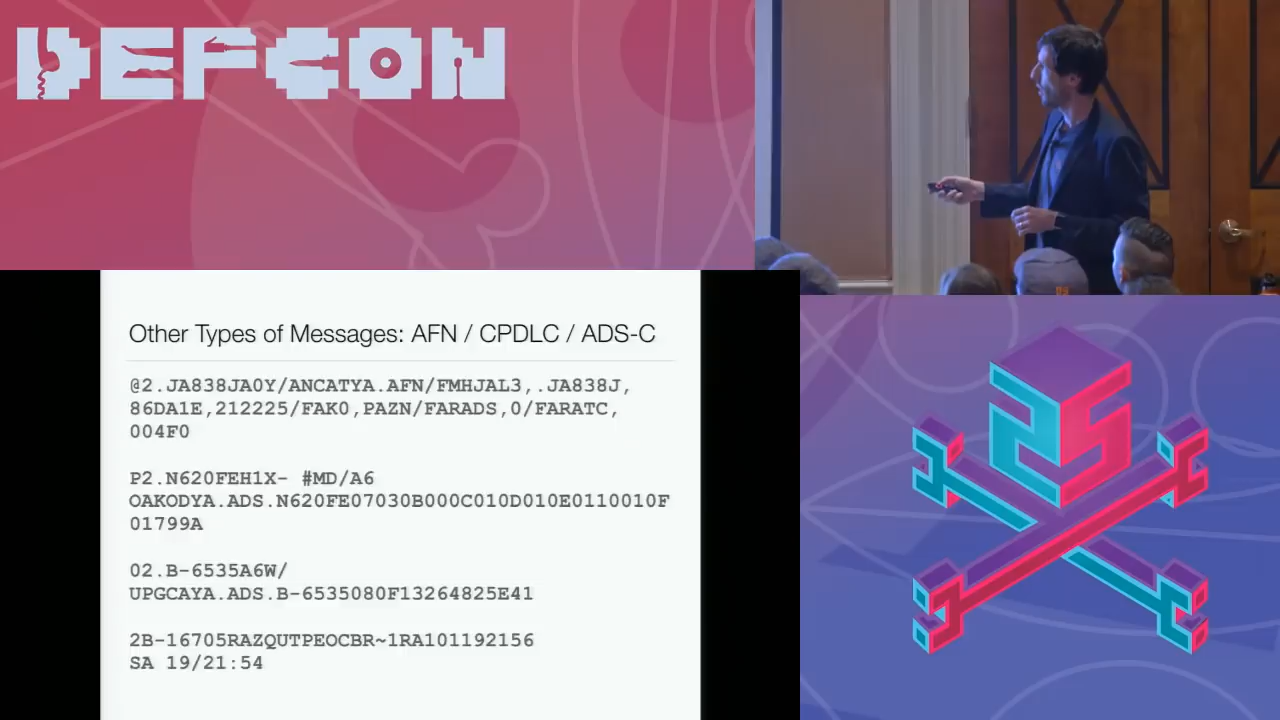 DEFCON
Other Types of Messages: AFN / CPDLC / ADS-C
@2.JA838JA0Y/ANCATYA.AFN/FMHJAL3,.JA838J,
86DA1E,212225/FAK0,PAZN/FARADS,0/FARATC,
004F0
P2.N620FEH1X- #MD/A6
OAKODYA.ADS.N620FE07030B000C010D010E0110010F
01799A
02.B-6535A6W/
UPGCAYA.ADS.B-6535080F13264825E41
2B-16705RAZQUTPEOCBR~1RA101192156
SA 19/21:54
25